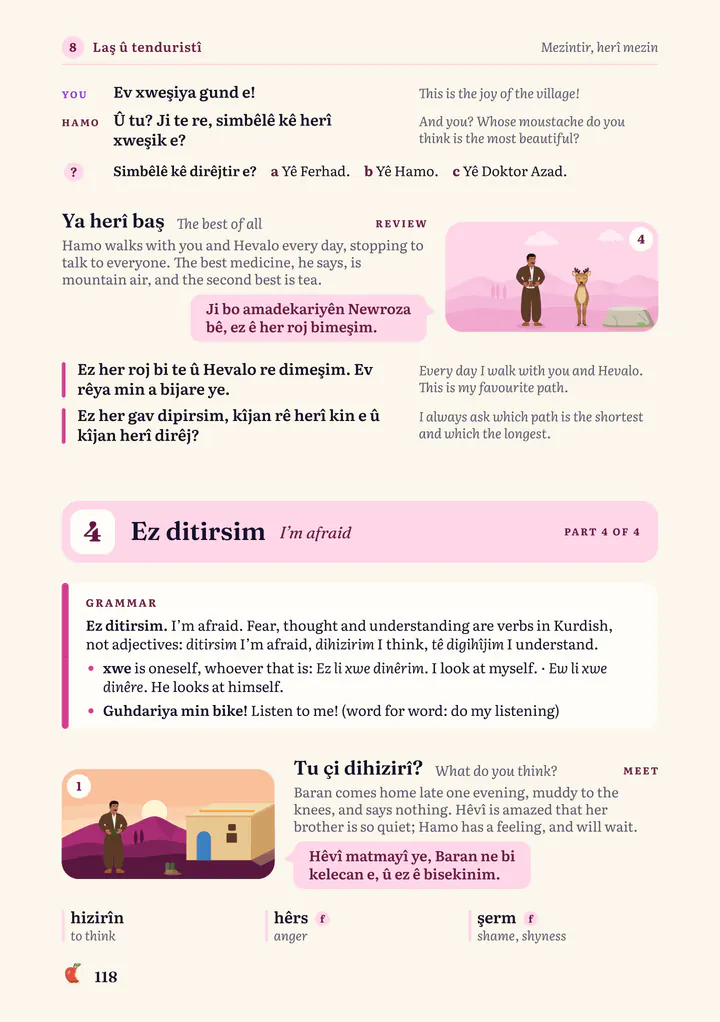 8 Laş û tenduristî
Mezintir, herî mezin
YOU Ev xweşiya gund e! This is the joy of the village!
HAMO Û tu? Ji te re, simbêlê kê herî And you? Whose moustache do you
xweşik e? think is the most beautiful?
? Simbêlê kê dirêjtir e? a Yê Ferhad. b Yê Hamo. c Yê Doktor Azad.
Ya herî baş The best of all REVIEW
Hamo walks with you and Hevalo every day, stopping to
talk to everyone. The best medicine, he says, is
mountain air, and the second best is tea.
4
Ji bo amadekariyên Newroza
bê, ez ê her roj bimeşim.
Ez her roj bi te û Hevalo re dimeşim. Ev Every day I walk with you and Hevalo.
rêya min a bijare ye. This is my favourite path.
Ez her gav dipirsim, kîjan rê herî kin e û I always ask which path is the shortest
kîjan herî dirêj? and which the longest.
4 Ez ditirsim I'm afraid PART 4 OF 4
GRAMMAR
Ez ditirsim. I'm afraid. Fear, thought and understanding are verbs in Kurdish,
not adjectives: ditirsim I'm afraid, dihizirim I think, tê digihîjim I understand.
• xwe is oneself, whoever that is: Ez li xwe dinêrim. I look at myself. · Ew li xwe
dinêre. He looks at himself.
• Guhdariya min bike! Listen to me! (word for word: do my listening)
1
Tu çi dihizirî? What do you think? MEET
Baran comes home late one evening, muddy to the
knees, and says nothing. Hêvî is amazed that her
brother is so quiet; Hamo has a feeling, and will wait.
Hêvî matmayî ye, Baran ne bi
kelecan e, û ez ê bisekinim.
hizirîn hêrs f şerm f
to think anger shame, shyness
118